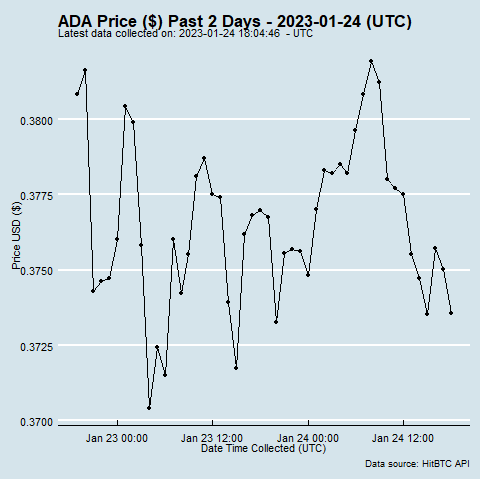 ADA Price ($) Past 2 Days - 2023-01-24 (UTC)
Latest data collected on: 2023-01-24 18:04:46  - UTC
Price USD ($)
0.3800
0.3775
0.3750
0.3725
0.3700
Jan 23 00:00 Jan 23 12:00 Jan 24 00:00 Jan 24 12:00
Date Time Collected (UTC)
Data source: HitBTC API